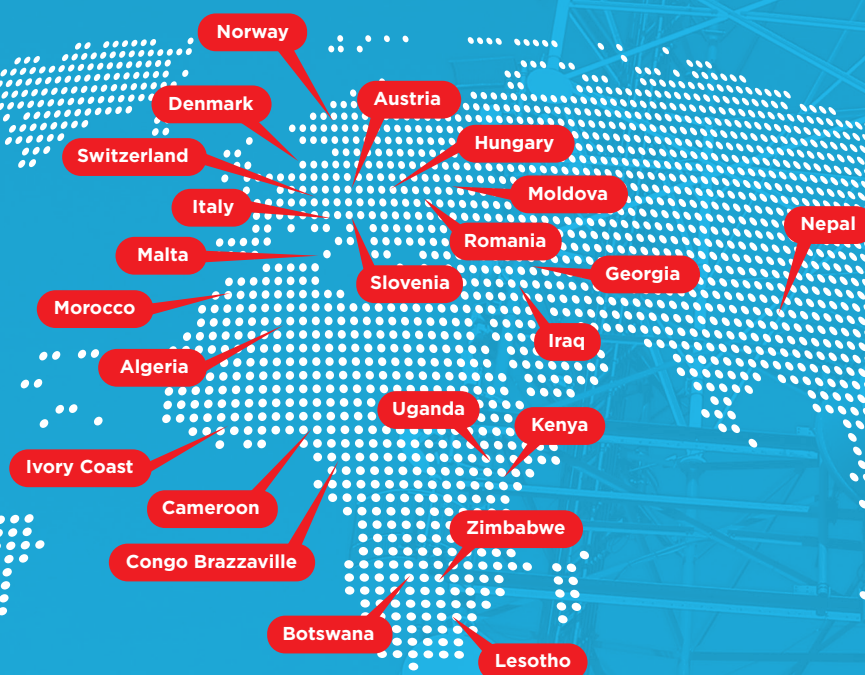 Norway
Austria
Denmark
Hungary
Switzerland
Moldova
Italy
Nepal
Romania
Malta
Georgia
Slovenia
Morocco
Iraq
Algeria
Uganda
Kenya
Ivory Coast
Cameroon
Zimbabwe
Congo Brazzaville
Botswana
Lesotho